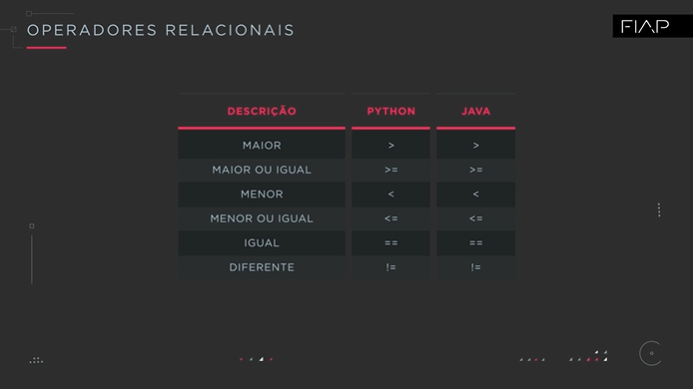 OPERADORES RELACIONAIS
FIAP
DESCRIÇÃO PYTHON JAVA
MAIOR > >
MAIOR OU IGUAL >= >=
MENOR < <
MENOR OU IGUAL <= <=
IGUAL == ==
DIFERENTE != !=